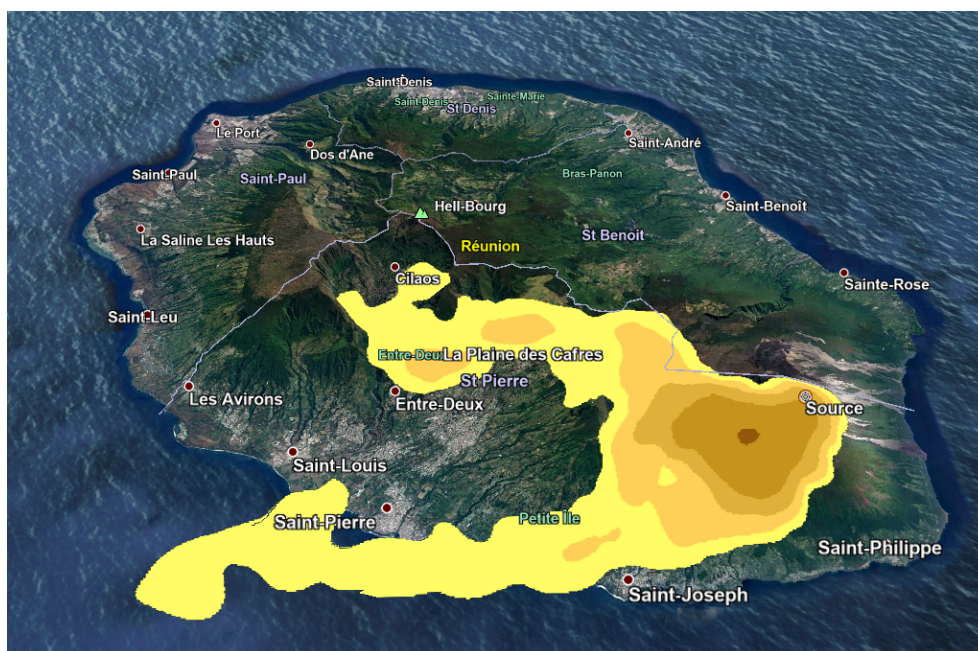 Saint-Denis
Sainte-Marie
Saint-Denis
St Denis
Le Port
Saint-André
Dos d'Ane
Saint-Paul
Saint-Paul
Bras-Panon
Saint-Benoît
Hell-Bourg
La Saline Les Hauts
St Benoit
Réunion
Cilaos
Sainte-Rose
Saint-Leu
Entre-Deux
La Plaine des Cafres
St Pierre
Les Avirons
Entre-Deux
Source
Saint-Louis
Saint-Pierre
Petite Île
Saint-Philippe
Saint-Joseph